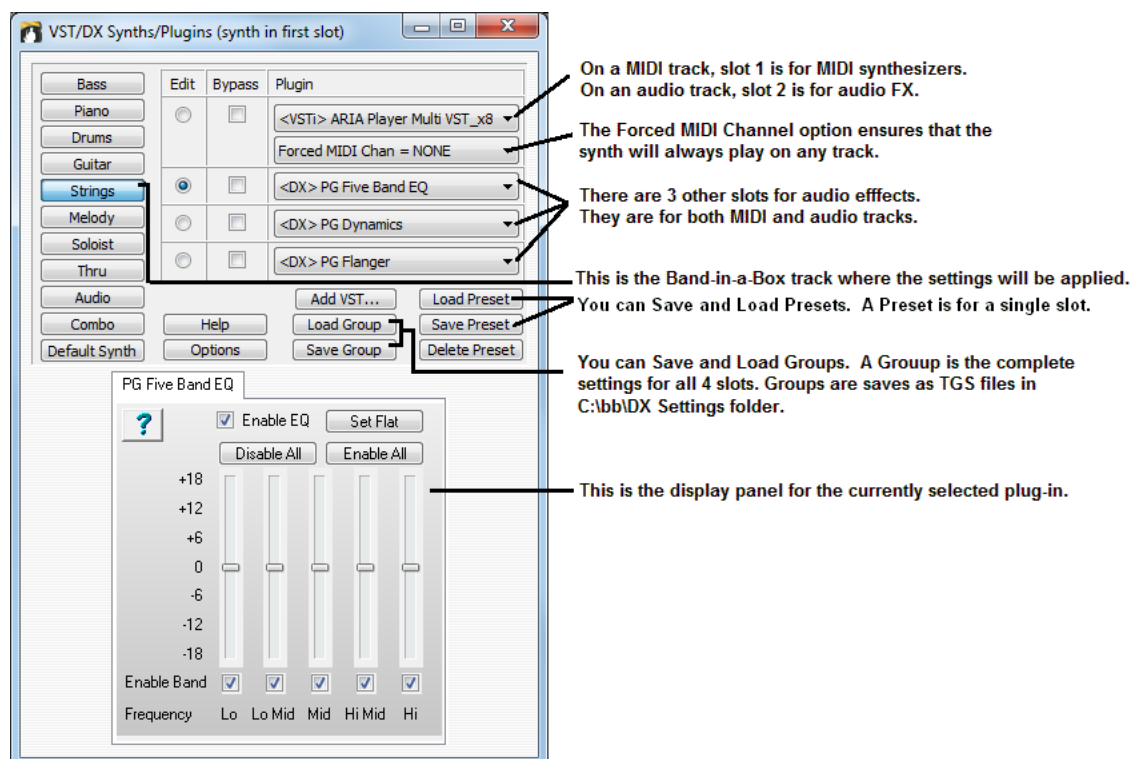 VST/DX Synths/Plugins (synth in first slot)
Bass
Piano
Drums
Guitar
Strings
Melody
Soloist
Thru
Audio
Combo
Default Synth
Edit Bypass Plugin
<VSTi> ARIA Player Multi VST_x8
Forced MIDI Chan = NONE
<DX> PG Five Band EQ
<DX> PG Dynamics
<DX> PG Flanger
Add VST... Load Preset
Help Load Group Save Preset
Options Save Group Delete Preset
PG Five Band EQ
?
Enable EQ Set Flat
Disable All Enable All
+18
+12
+6
0
-6
-12
-18
Enable Band
Frequency Lo Lo Mid Mid Hi Mid Hi
On a MIDI track, slot 1 is for MIDI synthesizers.
On an audio track, slot 2 is for audio FX.
The Forced MIDI Channel option ensures that the
synth will always play on any track.
There are 3 other slots for audio efffects.
They are for both MIDI and audio tracks.
This is the Band-in-a-Box track where the settings will be applied.
You can Save and Load Presets. A Preset is for a single slot.
You can Save and Load Groups. A Grouup is the complete
settings for all 4 slots. Groups are saves as TGS files in
C:\bb\DX Settings folder.
This is the display panel for the currently selected plug-in.